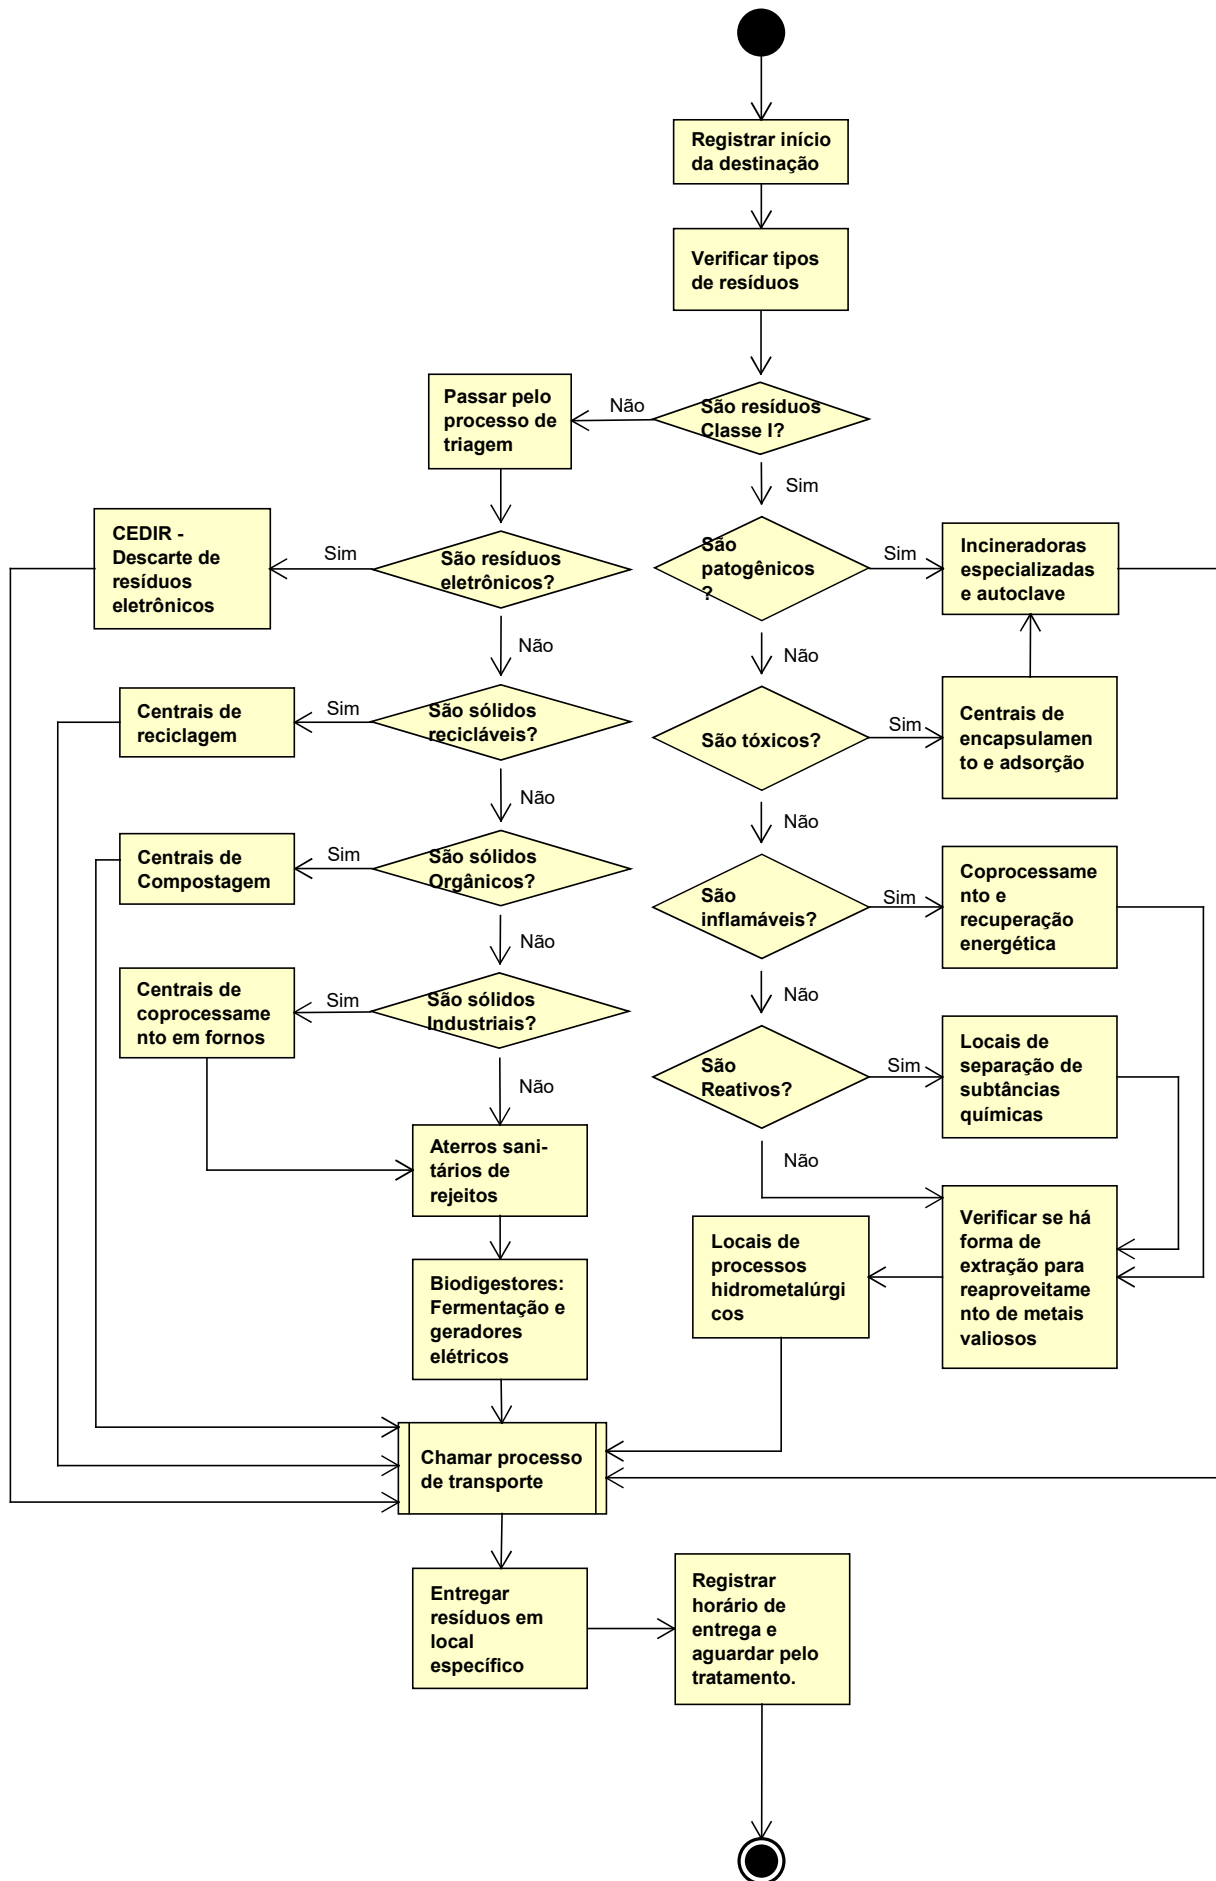 Registrar início
da destinação
Verificar tipos
de resíduos
São resíduos
Classe I?
Não
Sim
Passar pelo
processo de
triagem
São resíduos
eletrônicos?
Sim
CEDIR -
Descarte de
resíduos
eletrônicos
Não
São sólidos
recicláveis?
Sim
Centrais de
reciclagem
Não
São sólidos
Orgânicos?
Sim
Centrais de
Compostagem
Não
São sólidos
Industriais?
Sim
Centrais de
coprocessame
nto em fornos
Não
Aterros sani-
tários de
rejeitos
Biodigestores:
Fermentação e
geradores
elétricos
São
patogênicos
?
Sim
Incineradoras
especializadas
e autoclave
Não
São tóxicos?
Sim
Centrais de
encapsulamen
to e adsorção
Não
São
inflamáveis?
Sim
Coprocessame
nto e
recuperação
energética
Não
São
Reativos?
Sim
Locais de
separação de
subtâncias
químicas
Não
Verificar se há
forma de
extração para
reaproveitame
nto de metais
valiosos
Locais de
processos
hidrometalúrgi
cos
Chamar processo
de transporte
Entregar
resíduos em
local
específico
Registrar
horário de
entrega e
aguardar pelo
tratamento.